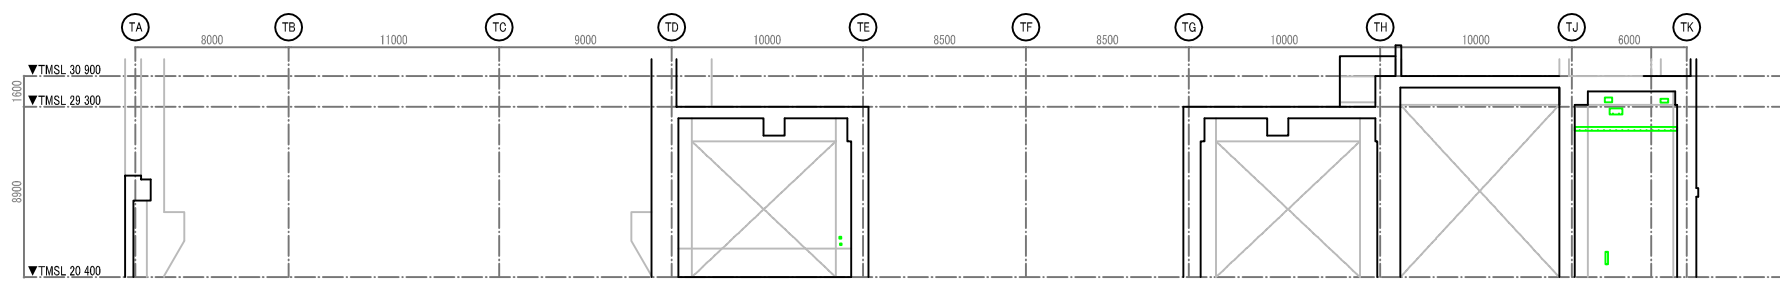 TA TB TC TD TE TF TG TH TJ TK
8000 11000 9000 10000 8500 8500 10000 10000 6000
▼TMSL 30 900
1600
▼TMSL 29 300
8900
▼TMSL 20 400